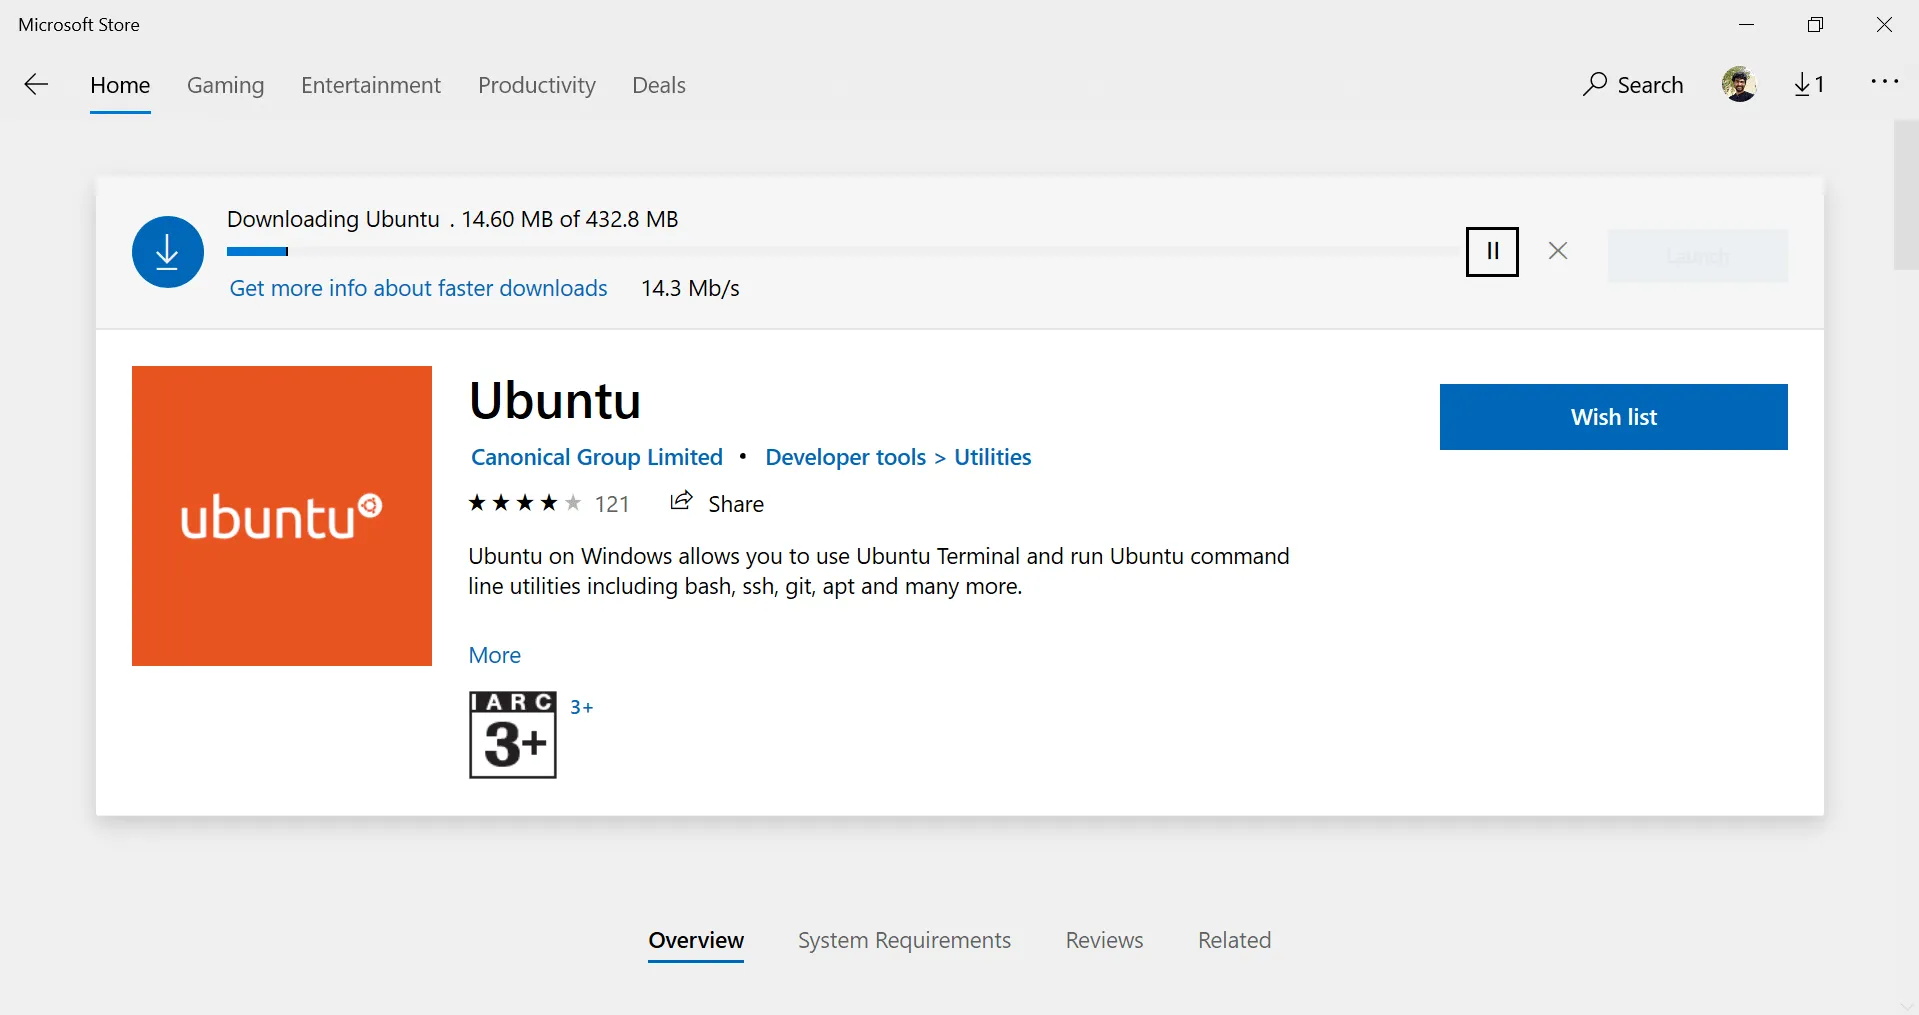 Microsoft Store
Home Gaming Entertainment Productivity Deals Search 1
Downloading Ubuntu . 14.60 MB of 432.8 MB
Launch
Get more info about faster downloads 14.3 Mb/s
Ubuntu
Wish list
Canonical Group Limited • Developer tools > Utilities
121 Share
ubuntu
Ubuntu on Windows allows you to use Ubuntu Terminal and run Ubuntu command
line utilities including bash, ssh, git, apt and many more.
More
IARC
3+
3+
Overview System Requirements Reviews Related